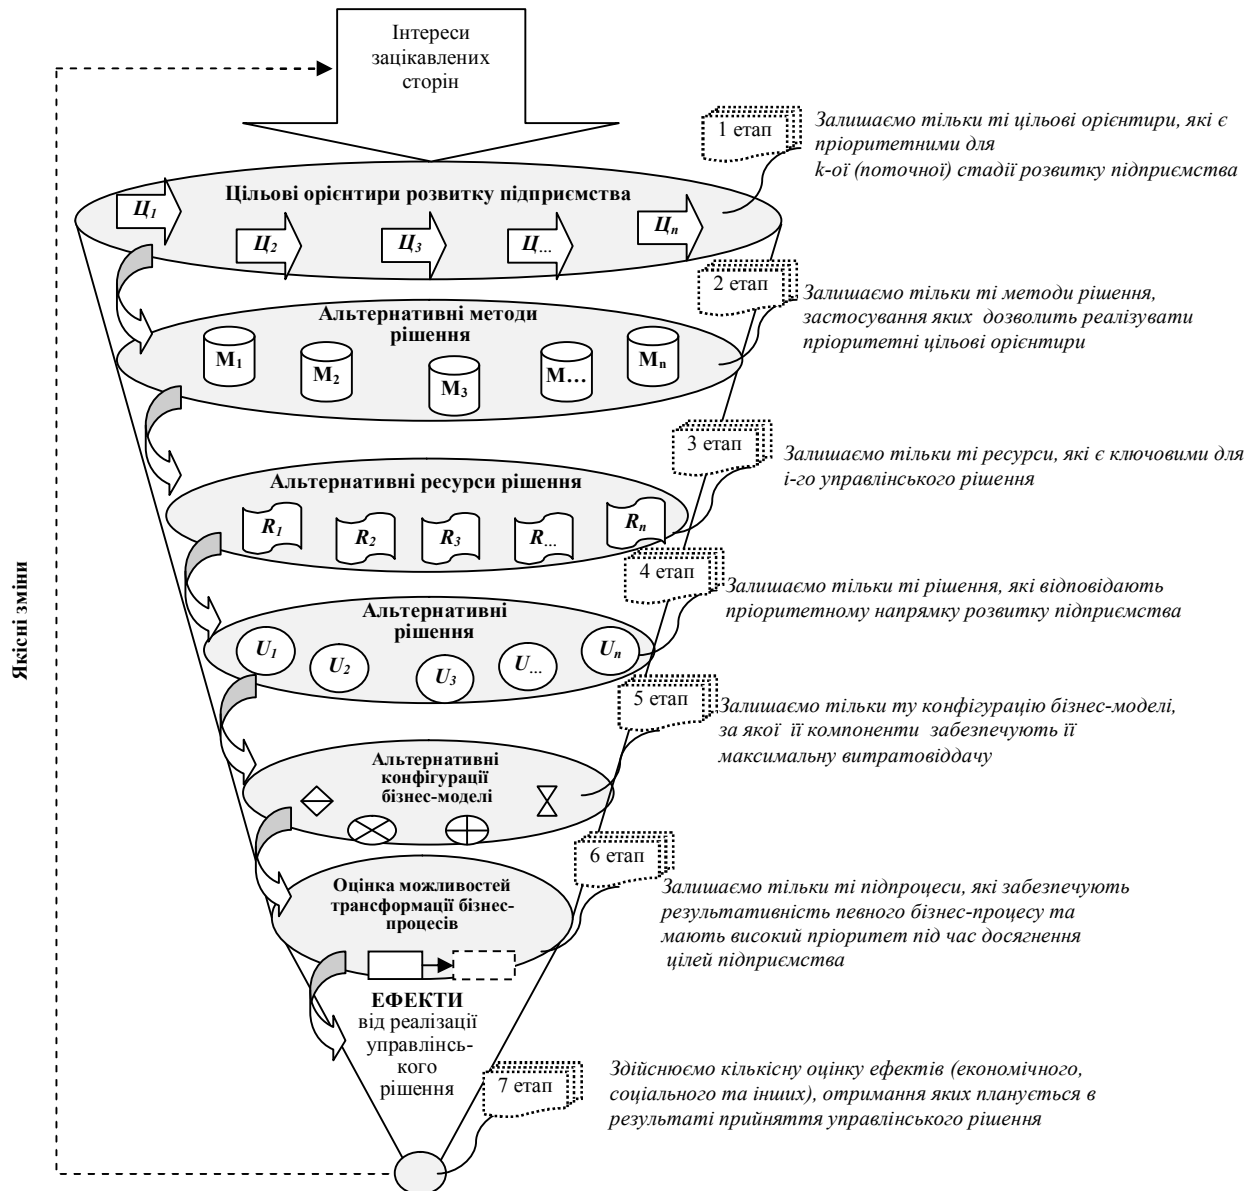 Інтереси
зацікавлених
сторін
1 етап
Залишаємо тільки ті цільові орієнтири, які є
пріоритетними для
k-ої (поточної) стадії розвитку підприємства
Цільові орієнтири розвитку підприємства
Ц1
Ц2
Ц3
Ц...
Цn
2 етап
Залишаємо тільки ті методи рішення,
застосування яких дозволить реалізувати
пріоритетні цільові орієнтири
Альтернативні методи
рішення
M1
M2
M3
M…
Mn
3 етап
Залишаємо тільки ті ресурси, які є ключовими для
i-го управлінського рішення
Альтернативні ресурси рішення
R1
R2
R3
R...
Rn
4 етап
Залишаємо тільки ті рішення, які відповідають
пріоритетному напрямку розвитку підприємства
Альтернативні
рішення
U1
U2
U3
U...
Un
5 етап
Залишаємо тільки ту конфігурацію бізнес-моделі,
за якої її компоненти забезпечують її
максимальну витратовіддачу
Альтернативні
конфігурації
бізнес-моделі
6 етап
Залишаємо тільки ті підпроцеси, які забезпечують
результативність певного бізнес-процесу та
мають високий пріоритет під час досягнення
цілей підприємства
Оцінка можливостей
трансформації бізнес-
процесів
ЕФЕКТИ
від реалізації
управлінсь-
кого
рішення
7 етап
Здійснюємо кількісну оцінку ефектів (економічного,
соціального та інших), отримання яких планується в
результаті прийняття управлінського рішення
Якісні зміни